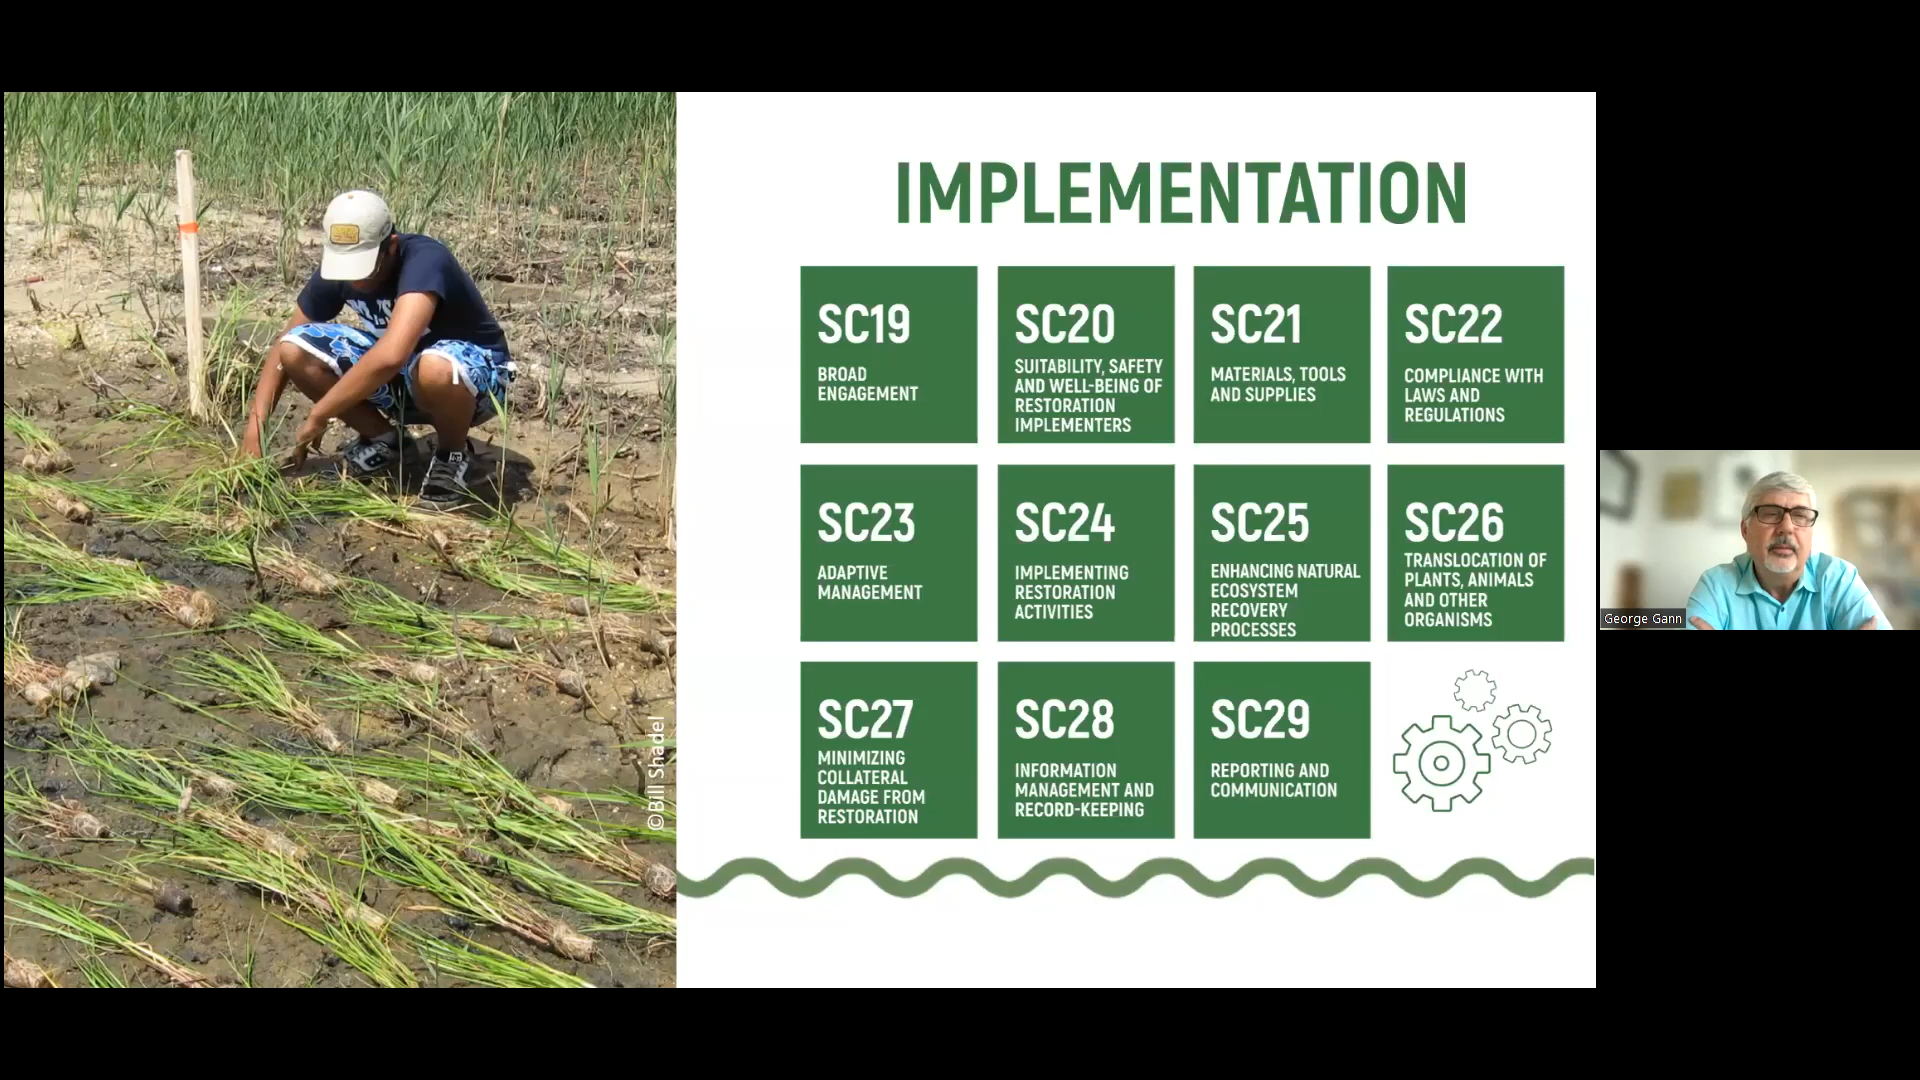 IMPLEMENTATION
SC19
BROAD
ENGAGEMENT
SC20
SUITABILITY, SAFETY
AND WELL-BEING OF
RESTORATION
IMPLEMENTERS
SC21
MATERIALS, TOOLS
AND SUPPLIES
SC22
COMPLIANCE WITH
LAWS AND
REGULATIONS
SC23
ADAPTIVE
MANAGEMENT
SC24
IMPLEMENTING
RESTORATION
ACTIVITIES
SC25
ENHANCING NATURAL
ECOSYSTEM
RECOVERY
PROCESSES
SC26
TRANSLOCATION OF
PLANTS, ANIMALS
AND OTHER
ORGANISMS
SC27
MINIMIZING
COLLATERAL
DAMAGE FROM
RESTORATION
SC28
INFORMATION
MANAGEMENT AND
RECORD-KEEPING
SC29
REPORTING AND
COMMUNICATION
©Bill Shadel
George Gann